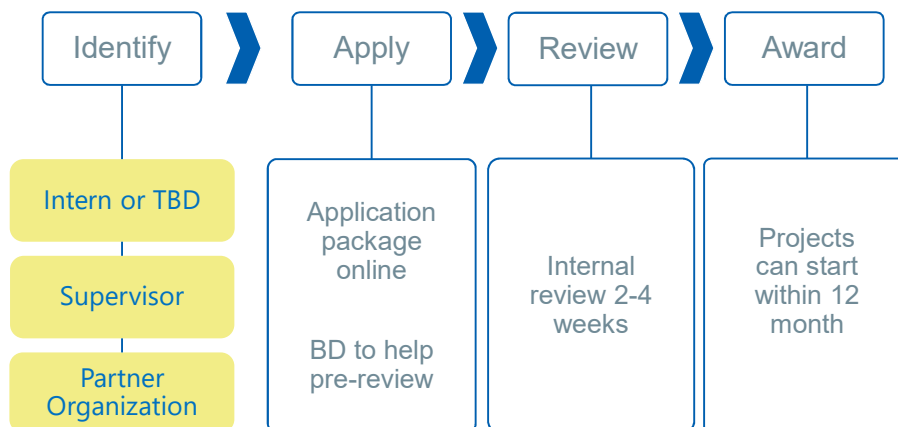 Identify
Apply
Review
Award
Intern or TBD
Supervisor
Partner
Organization
Application
package
online
BD to help
pre-review
Internal
review 2-4
weeks
Projects
can start
within 12
month